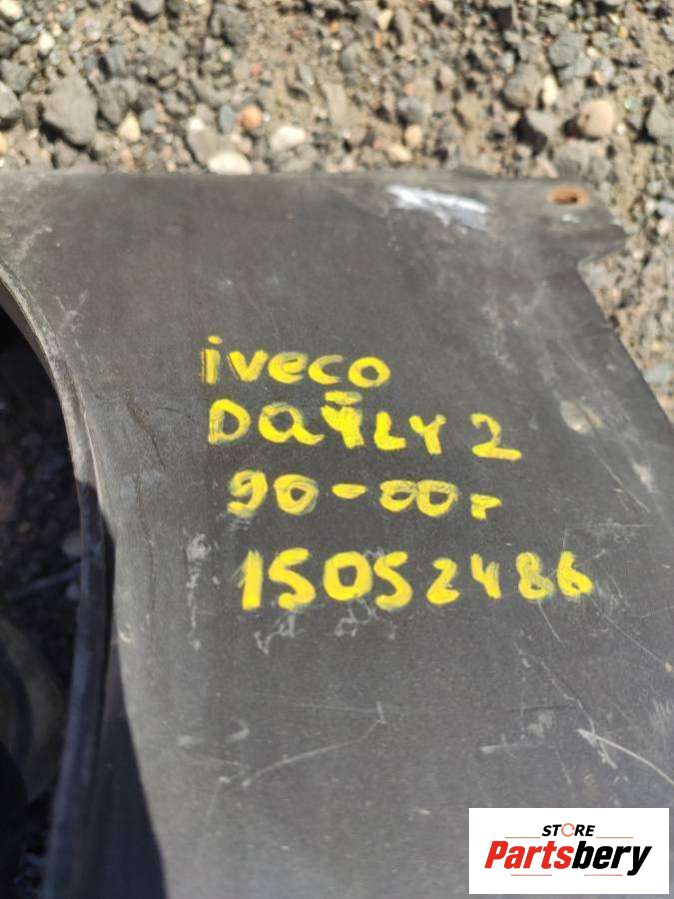 iveco
DaYLY 2
90-00г
15052486
STORE
Partsbery